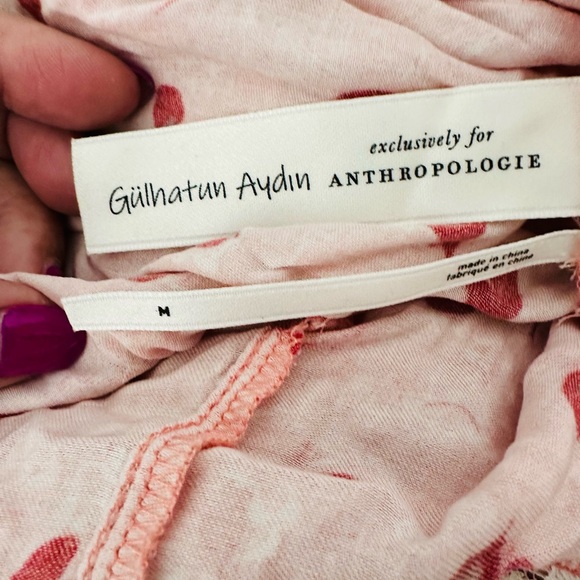 Gülhatun Aydın
exclusively for
ANTHROPOLOGIE
made in china
fabriqué en chine
M